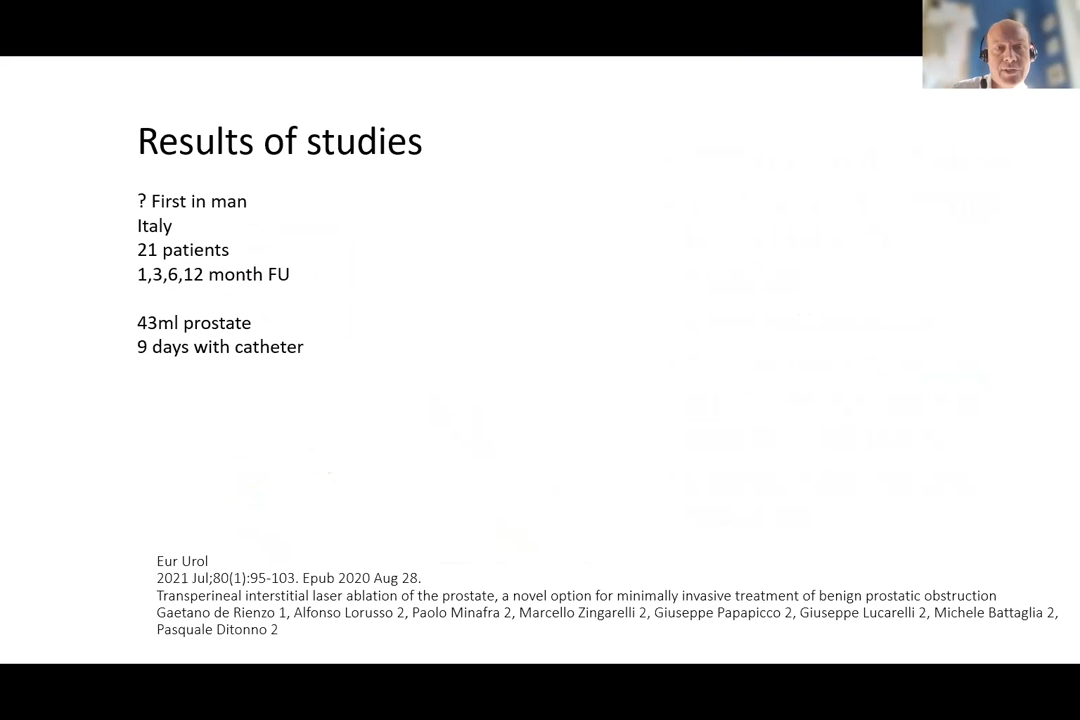 Results of studies
? First in man
Italy
21 patients
1,3,6,12 month FU
43ml prostate
9 days with catheter
Eur Urol
2021 Jul;80(1):95-103. Epub 2020 Aug 28.
Transperineal interstitial laser ablation of the prostate, a novel option for minimally invasive treatment of benign prostatic obstruction
Gaetano de Rienzo 1, Alfonso Lorusso 2, Paolo Minafra 2, Marcello Zingarelli 2, Giuseppe Papapicco 2, Giuseppe Lucarelli 2, Michele Battaglia 2,
Pasquale Ditonno 2